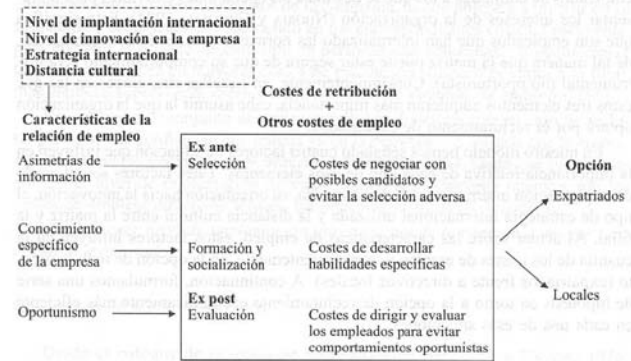 Nivel de implantación internacional
Nivel de innovación en la empresa
Estrategia internacional
Distancia cultural
Costes de retribución
+
Otros costes de empleo
Características de la
relación de empleo
Asimetrías de
información
Conocimiento
específico
de la empresa
Oportunismo
Ex ante
Selección
Costes de negociar con
posibles candidatos y
evitar la selección adversa
Formación y
socialización
Costes de desarrollar
habilidades específicas
Ex post
Evaluación
Costes de dirigir y evaluar
los empleados para evitar
comportamientos oportunistas
Opción
Expatriados
Locales